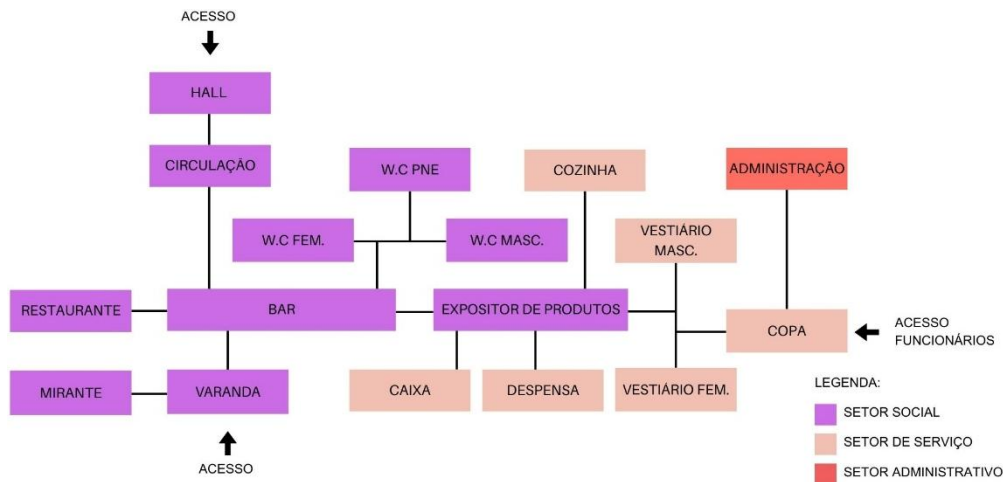 ACESSO
HALL
CIRCULAÇÃO
W.C PNE
COZINHA
ADMINISTRAÇÃO
W.C FEM.
W.C MASC.
VESTIÁRIO
MASC.
RESTAURANTE
BAR
EXPOSITOR DE PRODUTOS
COPA
ACESSO
FUNCIONÁRIOS
MIRANTE
VARANDA
CAIXA
DESPENSA
VESTIÁRIO FEM.
LEGENDA:
SETOR SOCIAL
SETOR DE SERVIÇO
SETOR ADMINISTRATIVO
ACESSO